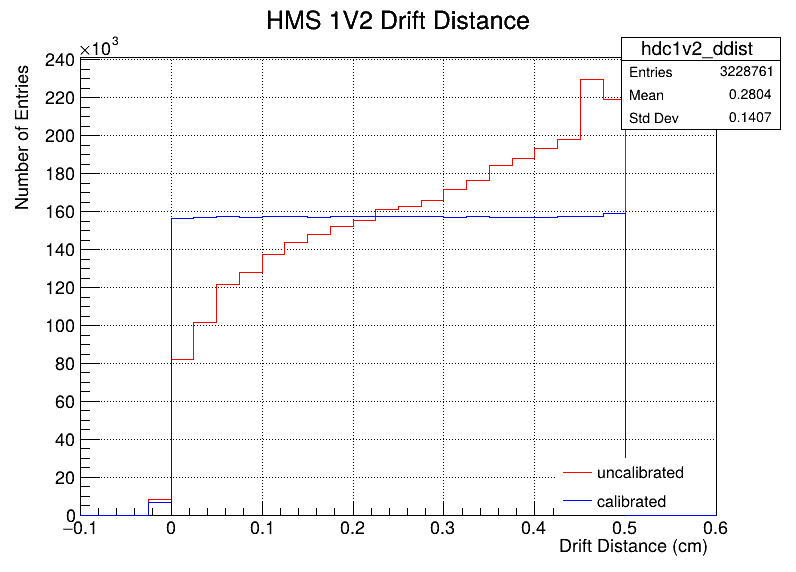 HMS 1V2 Drift Distance
×10³
hdc1v2_ddist
Entries 3228761
Mean 0.2804
Std Dev 0.1407
Number of Entries
240
220
200
180
160
140
120
100
80
60
40
20
0
uncalibrated
calibrated
−0.1 0 0.1 0.2 0.3 0.4 0.5 0.6
Drift Distance (cm)